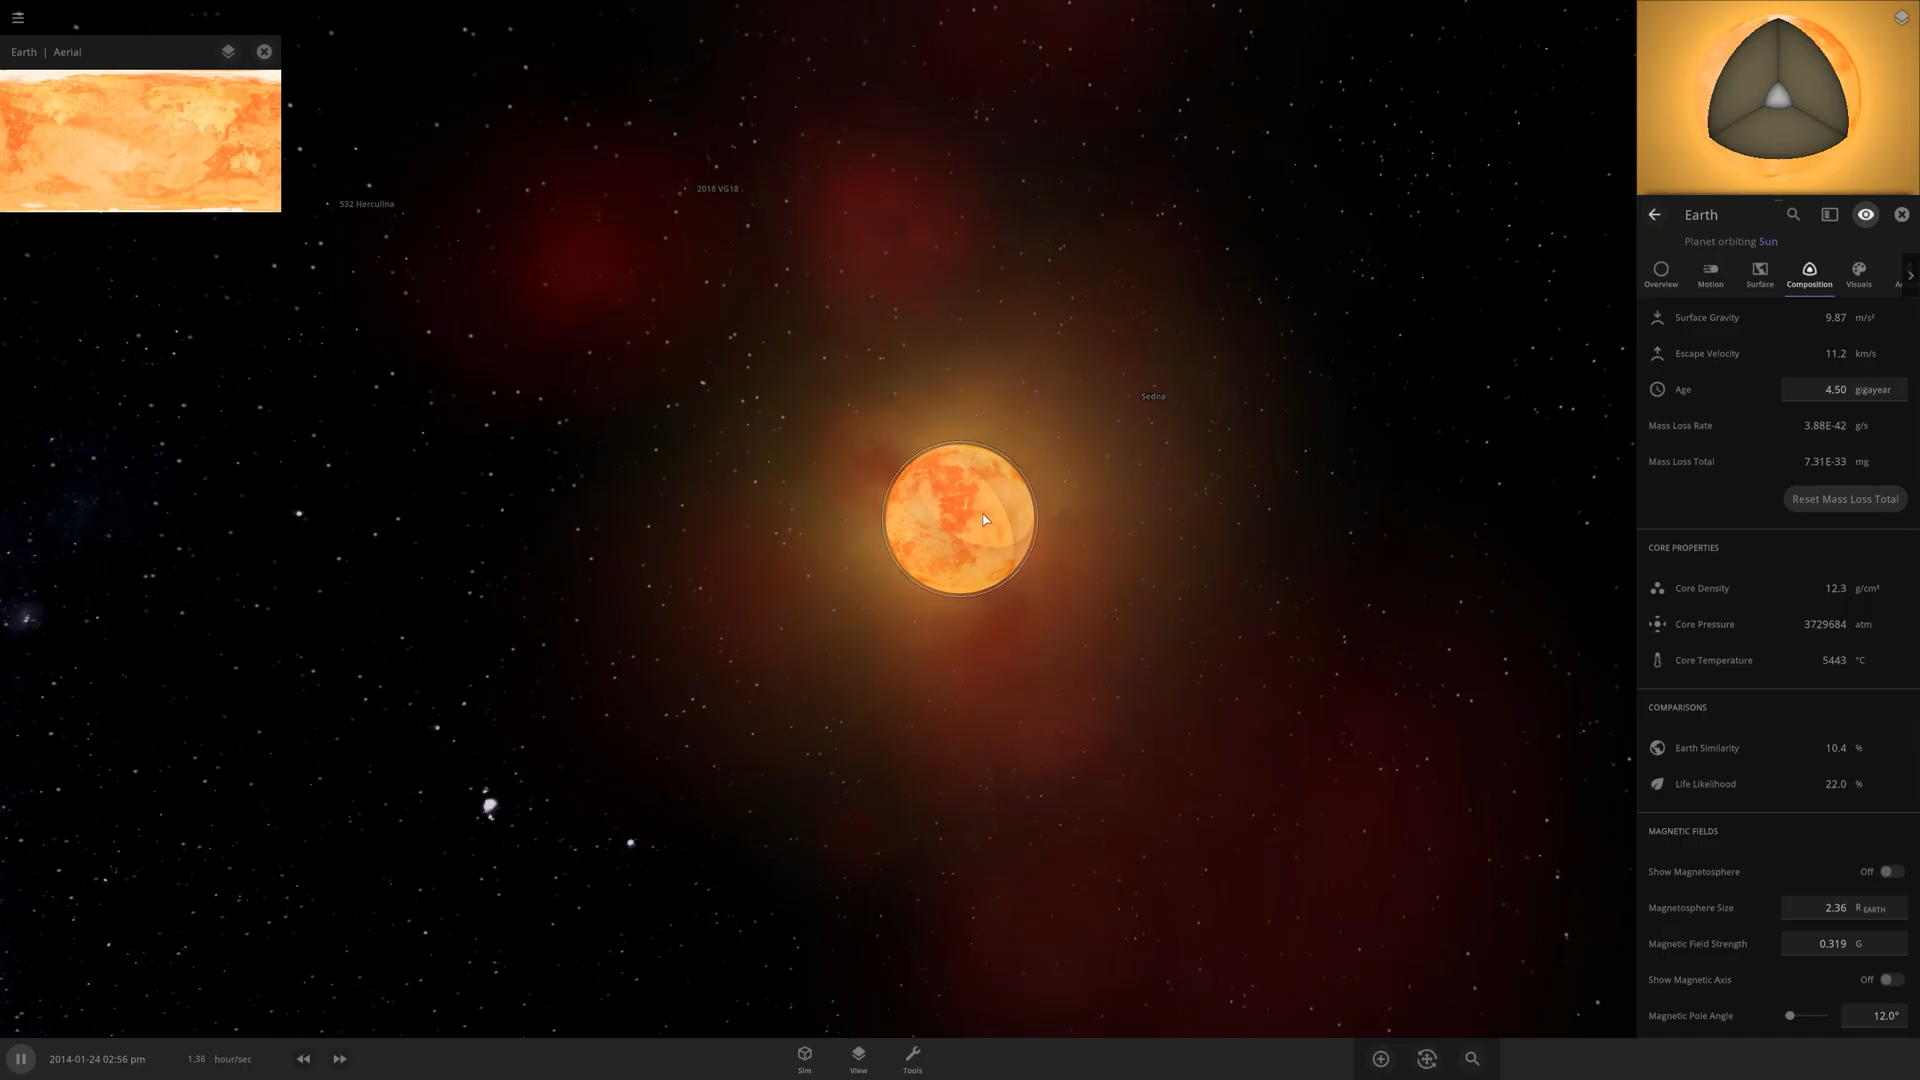 Earth | Aerial
532 Herculina
2018 VG18
Sedna
Earth
Planet orbiting Sun
Overview
Motion
Surface
Composition
Visuals
Surface Gravity 9.87 m/s²
Escape Velocity 11.2 km/s
Age 4.50 gigayear
Mass Loss Rate 3.88E-42 g/s
Mass Loss Total 7.31E-33 mg
Reset Mass Loss Total
CORE PROPERTIES
Core Density 12.3 g/cm³
Core Pressure 3729684 atm
Core Temperature 5443 °C
COMPARISONS
Earth Similarity 10.4 %
Life Likelihood 22.0 %
MAGNETIC FIELDS
Show Magnetosphere Off
Magnetosphere Size 2.36 R EARTH
Magnetic Field Strength 0.319 G
Show Magnetic Axis Off
Magnetic Pole Angle 12.0°
2014-01-24 02:56 pm 1.36 hour/sec
Sim
View
Tools